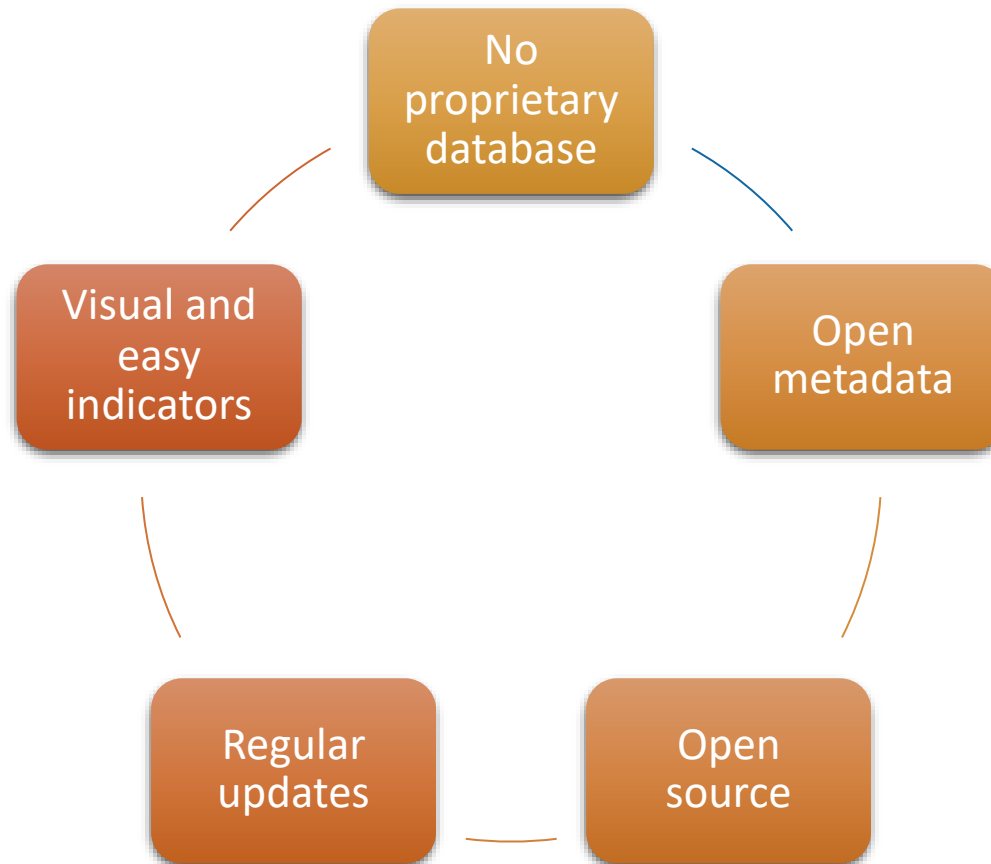 No
proprietary
database
Open
metadata
Open
source
Regular
updates
Visual and
easy
indicators